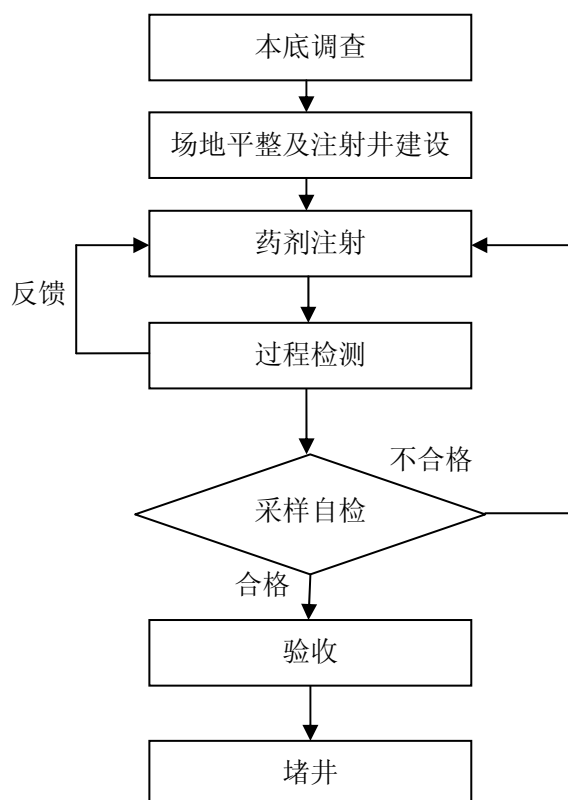 本底调查
场地平整及注射井建设
药剂注射
反馈
过程检测
不合格
采样自检
合格
验收
堵井